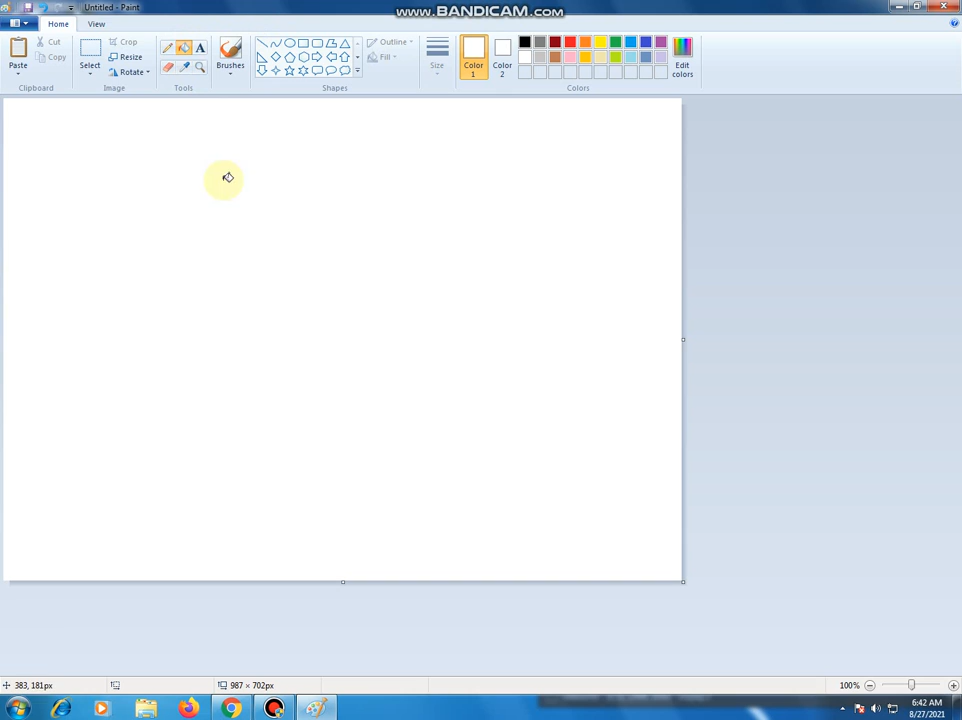 Untitled - Paint
www.BANDICAM.com
Home
View
Paste
Cut
Copy
Clipboard
Select
Crop
Resize
Rotate
Image
A
Tools
Brushes
Shapes
Outline
Fill
Size
Color
1
Color
2
Colors
Edit
colors
383, 181px
987 × 702px
100%
6:42 AM
8/27/2021